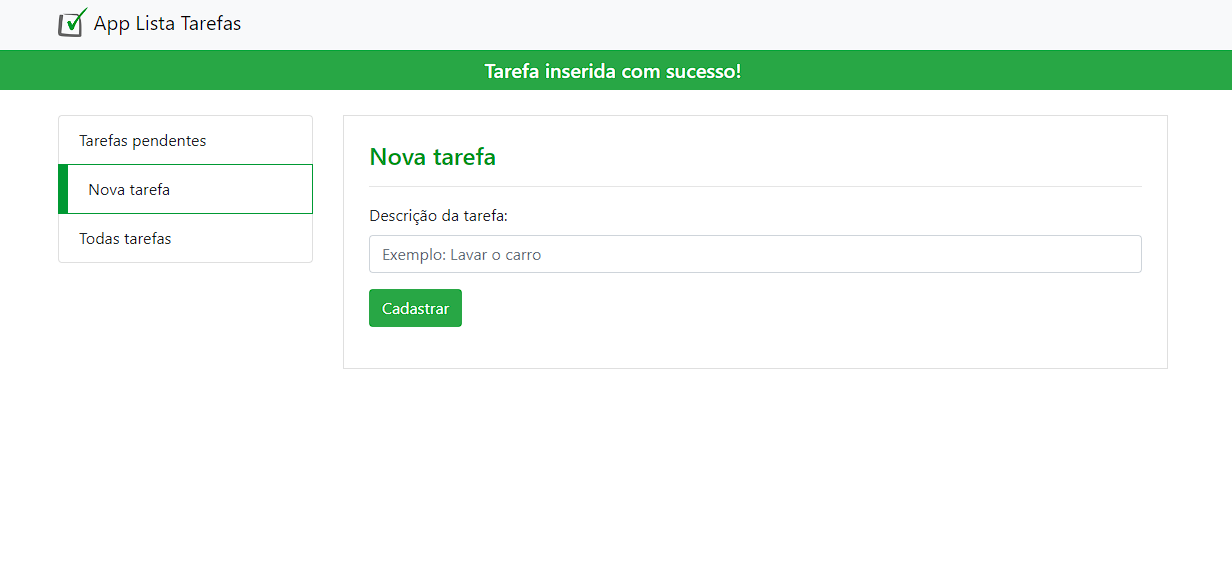 App Lista Tarefas
Tarefa inserida com sucesso!
Tarefas pendentes
Nova tarefa
Todas tarefas
Nova tarefa
Descrição da tarefa:
Exemplo: Lavar o carro
Cadastrar